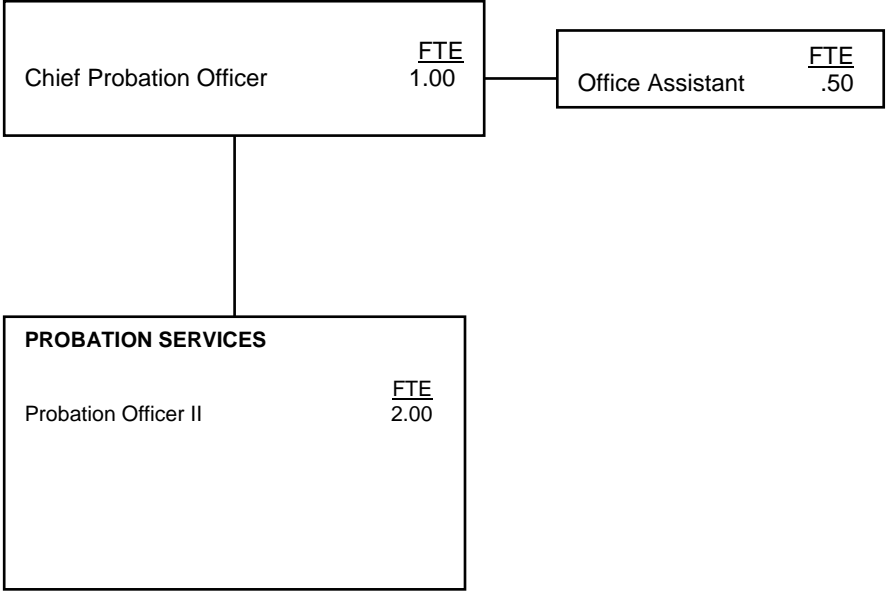 FTE
Chief Probation Officer 1.00
FTE
Office Assistant .50
PROBATION SERVICES
FTE
Probation Officer II 2.00